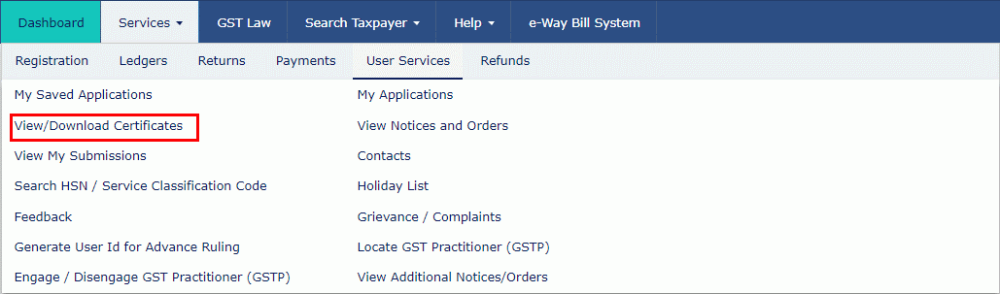 Dashboard Services GST Law Search Taxpayer Help e-Way Bill System
Registration Ledgers Returns Payments User Services Refunds
My Saved Applications My Applications
View/Download Certificates View Notices and Orders
View My Submissions Contacts
Search HSN / Service Classification Code Holiday List
Feedback Grievance / Complaints
Generate User Id for Advance Ruling Locate GST Practitioner (GSTP)
Engage / Disengage GST Practitioner (GSTP) View Additional Notices/Orders